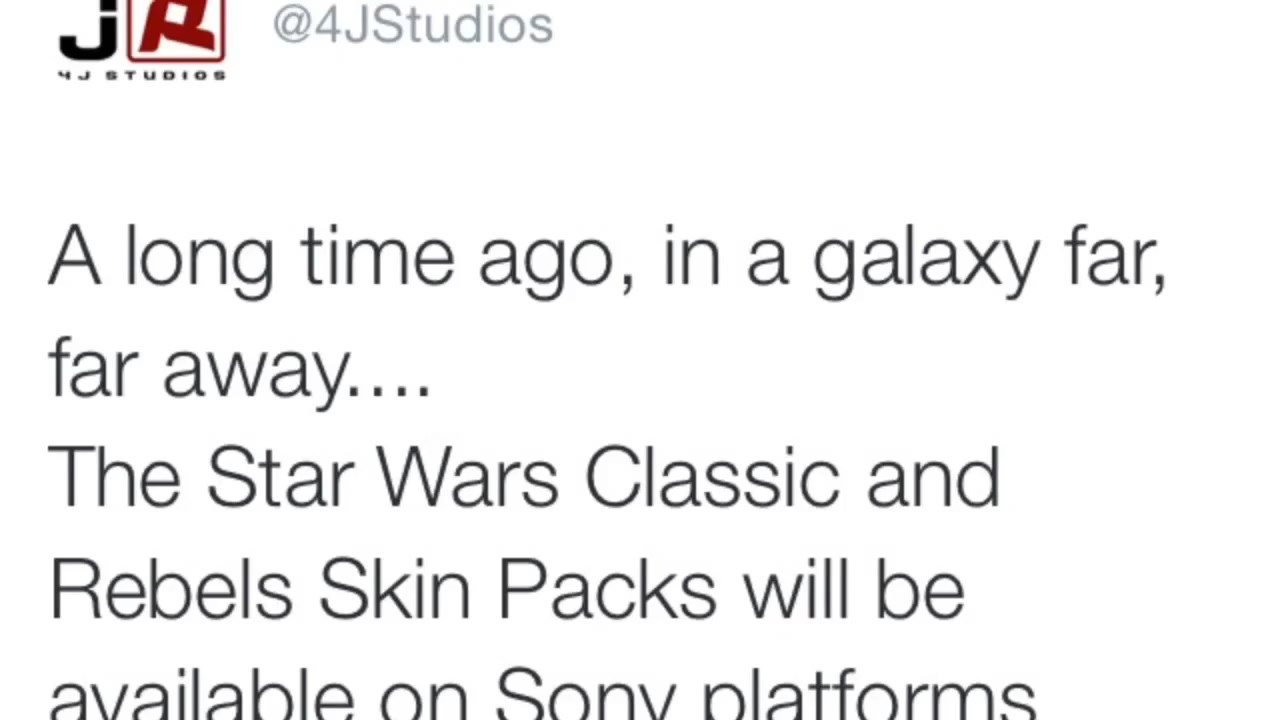 @4JStudios
4J STUDIOS
A long time ago, in a galaxy far,
far away....
The Star Wars Classic and
Rebels Skin Packs will be
available on Sony platforms